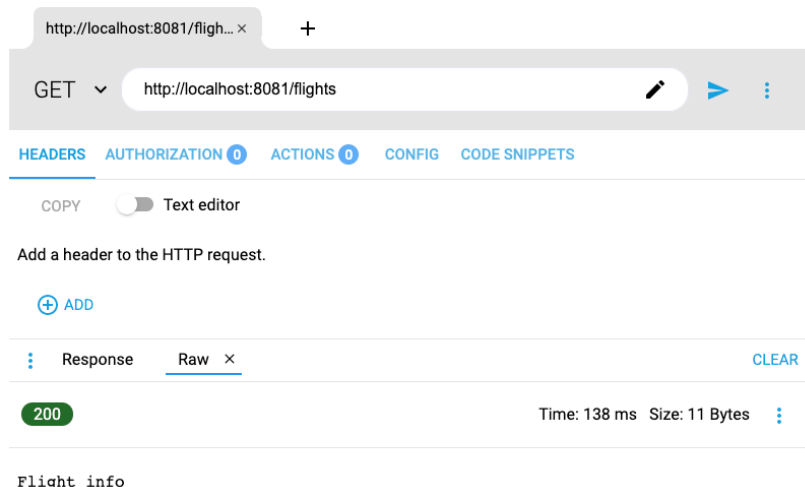 http://localhost:8081/fligh… ×
GET http://localhost:8081/flights
HEADERS AUTHORIZATION 0 ACTIONS 0 CONFIG CODE SNIPPETS
COPY Text editor
Add a header to the HTTP request.
ADD
Response Raw × CLEAR
200 Time: 138 ms Size: 11 Bytes
Flight info